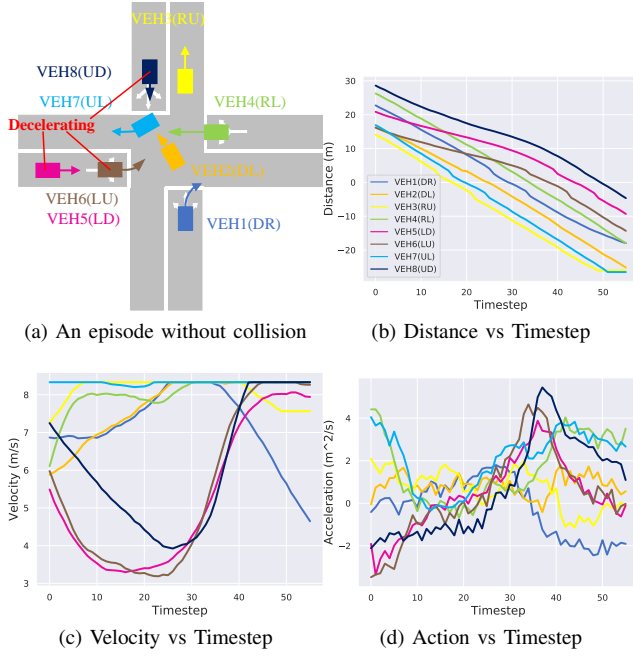 VEH3(RU)
VEH8(UD)
VEH7(UL)
VEH4(RL)
Decelerating
VEH2(DL)
VEH6(LU)
VEH5(LD)
VEH1(DR)
(a) An episode without collision
Distance (m)
30
20
10
0
−10
−20
VEH1(DR)
VEH2(DL)
VEH3(RU)
VEH4(RL)
VEH5(LD)
VEH6(LU)
VEH7(UL)
VEH8(UD)
0 10 20 30 40 50
Timestep
(b) Distance vs Timestep
Velocity (m/s)
8
7
6
5
4
3
0 10 20 30 40 50
Timestep
(c) Velocity vs Timestep
Acceleration (m^2/s)
4
2
0
−2
0 10 20 30 40 50
Timestep
(d) Action vs Timestep